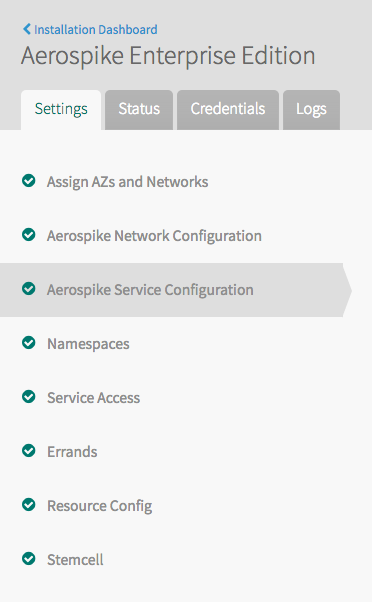 Installation Dashboard
Aerospike Enterprise Edition
Settings Status Credentials Logs
Assign AZs and Networks
Aerospike Network Configuration
Aerospike Service Configuration
Namespaces
Service Access
Errands
Resource Config
Stemcell